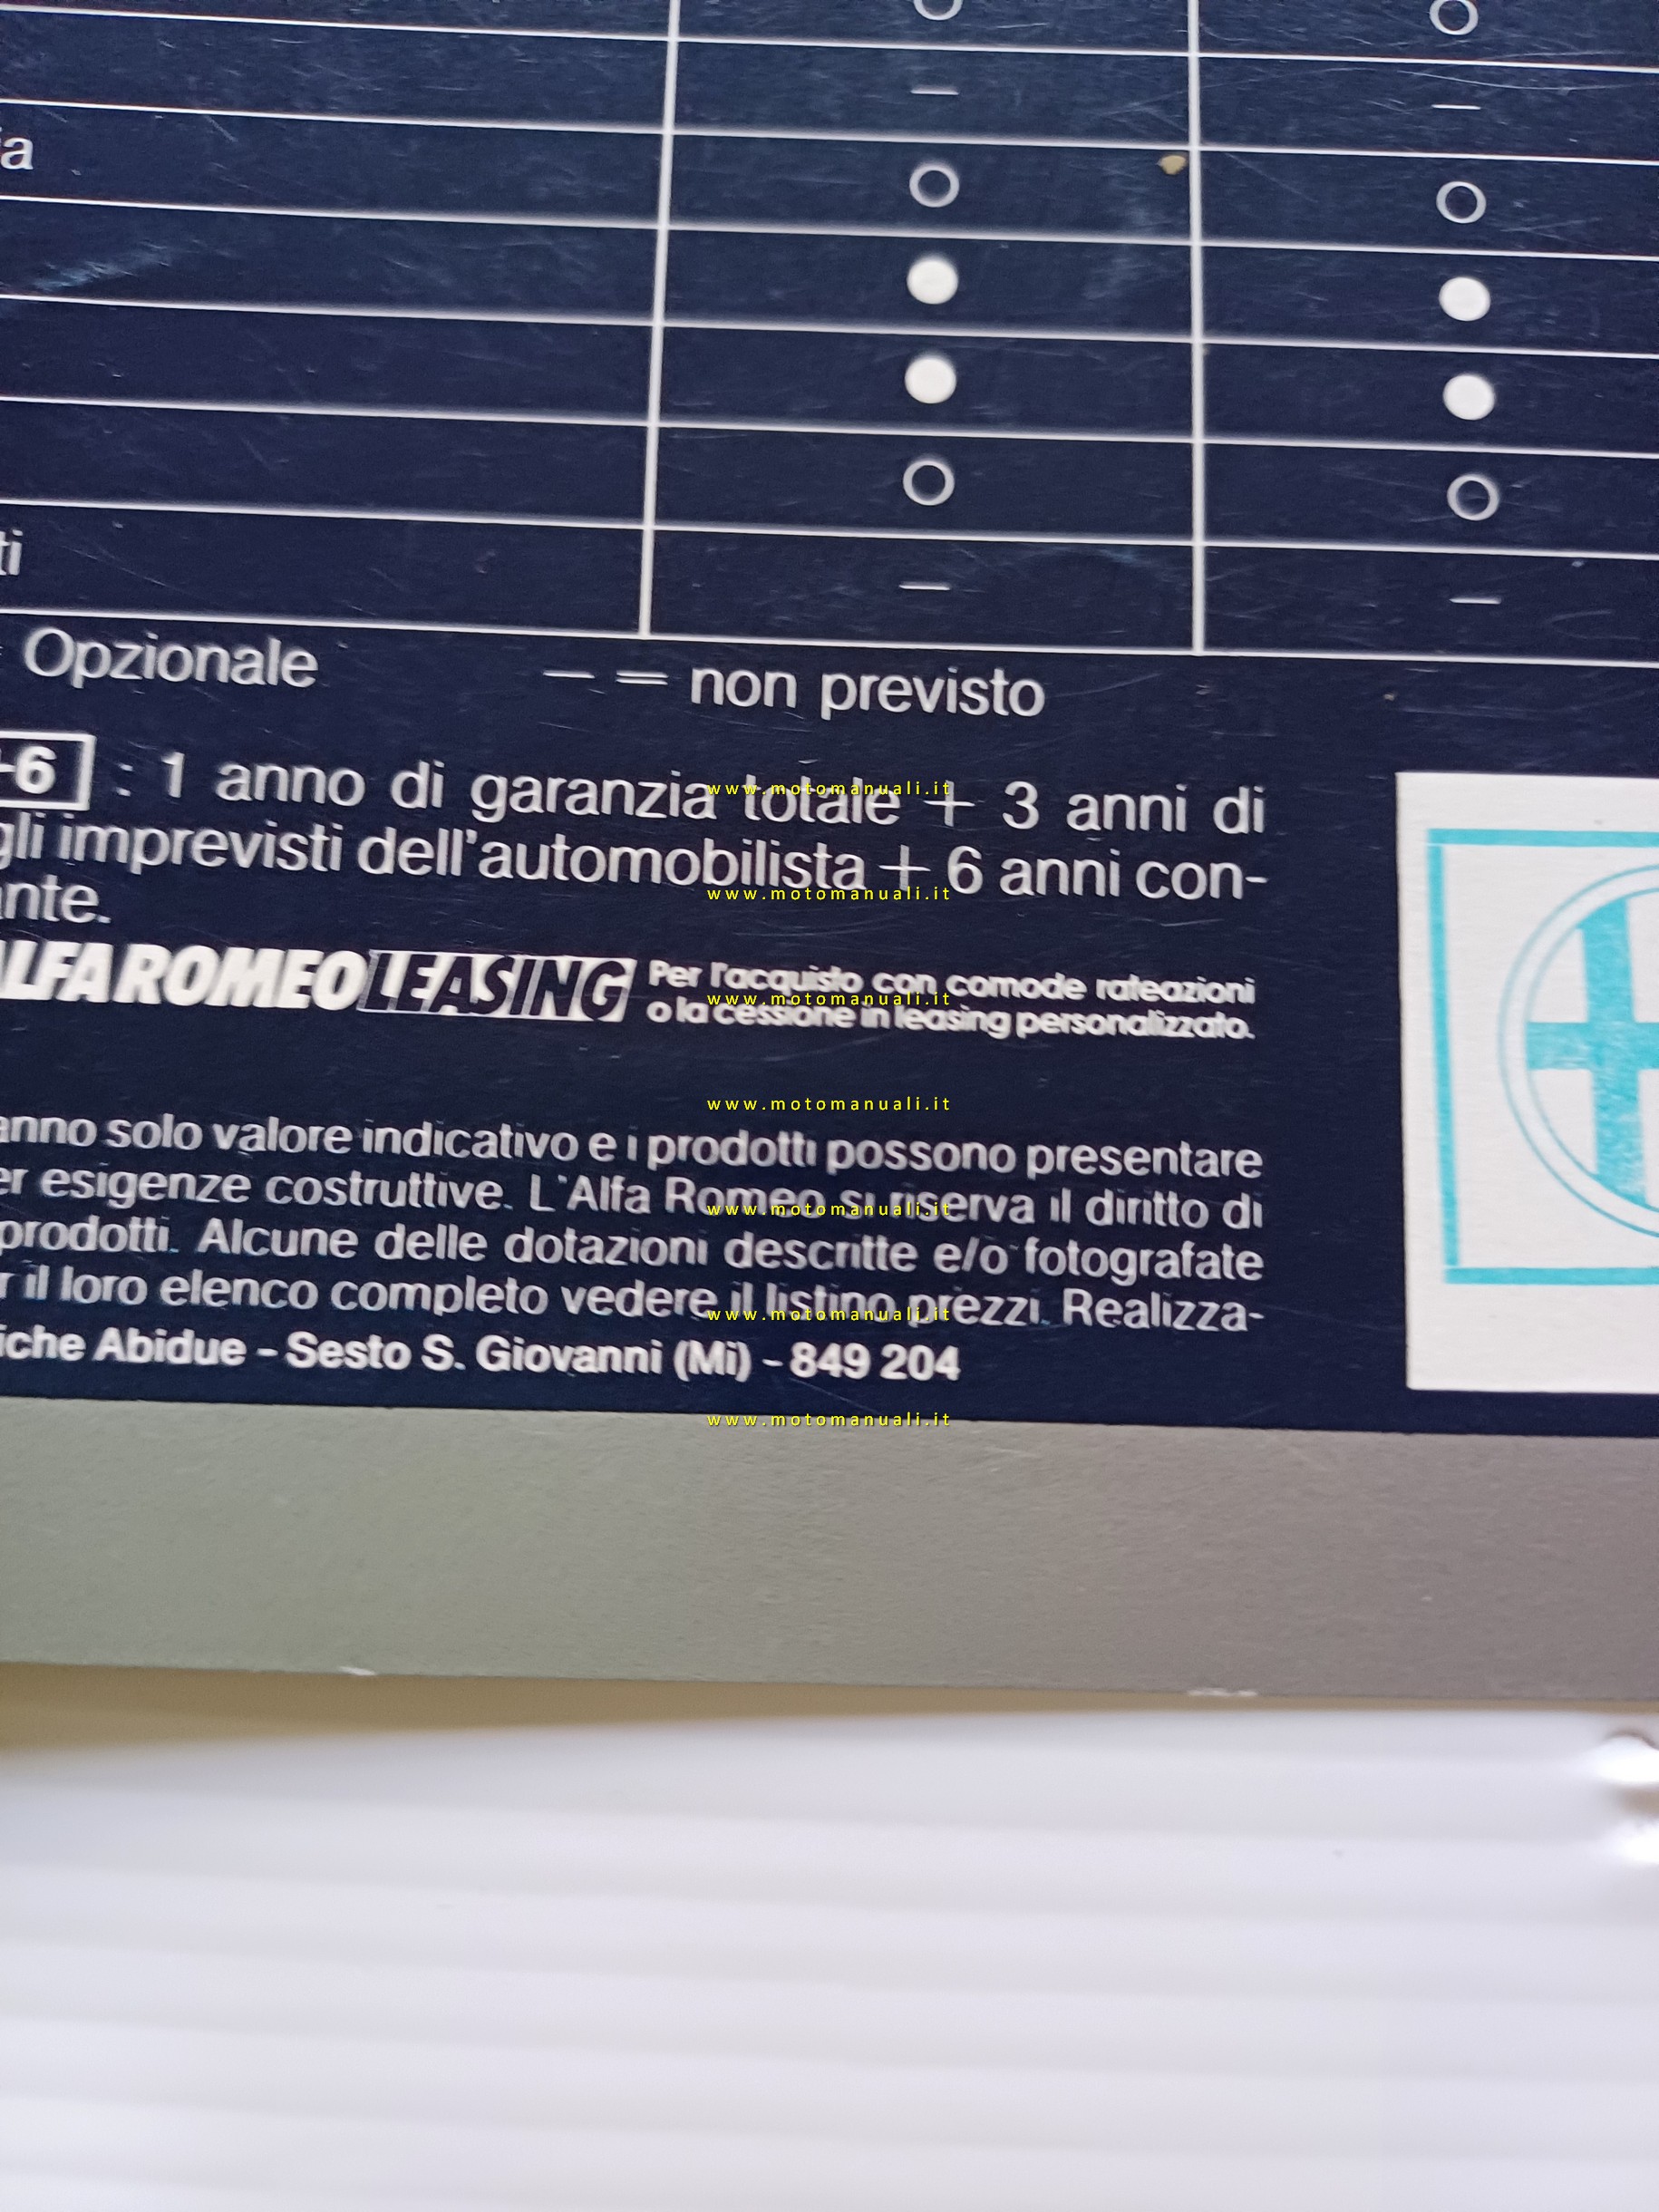 Opzionale — = non previsto
+6 : 1 anno di garanzia totale + 3 anni di
gli imprevisti dell'automobilista + 6 anni con-
ante.
ALFAROMEO LEASING Per l'acquisto con comode rateazioni
o la cessione in leasing personalizzato.
anno solo valore indicativo e i prodotti possono presentare
er esigenze costruttive. L'Alfa Romeo si riserva il diritto di
prodotti. Alcune delle dotazioni descritte e/o fotografate
r il loro elenco completo vedere il listino prezzi. Realizza-
iche Abidue - Sesto S. Giovanni (Mi) - 849 204
www.motomanuali.it
www.motomanuali.it
www.motomanuali.it
www.motomanuali.it
www.motomanuali.it
www.motomanuali.it
www.motomanuali.it